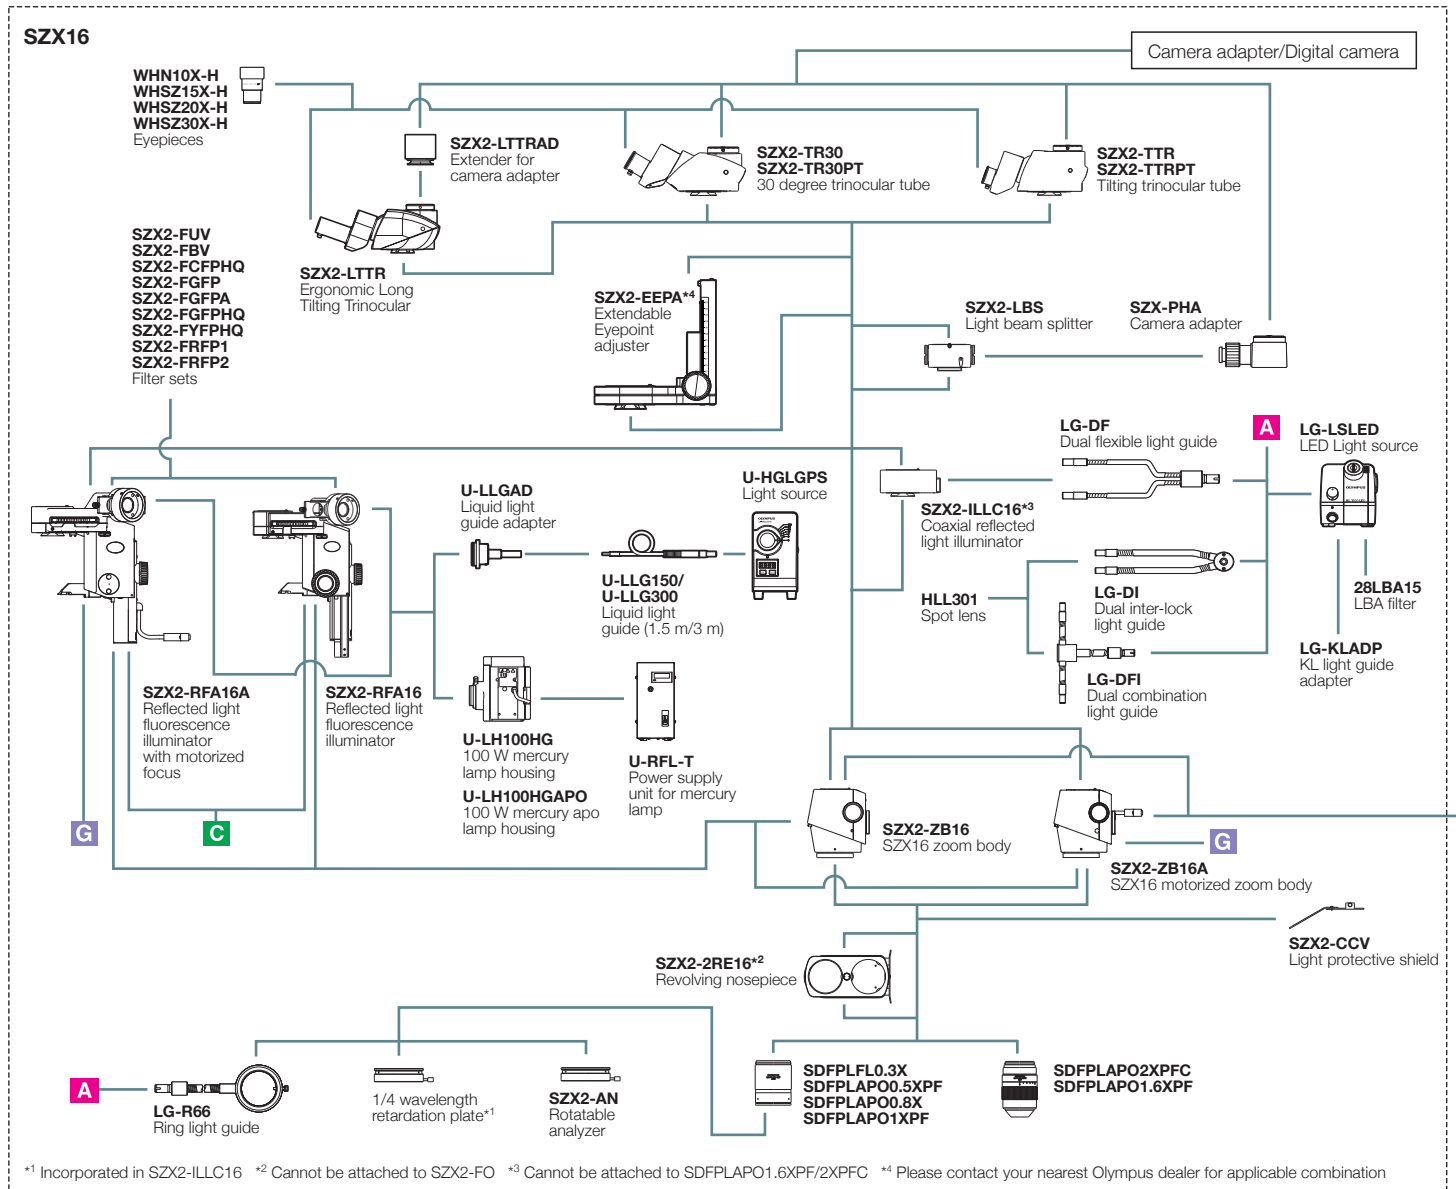 SZX16
Camera adapter/Digital camera
WHN10X-H
WHSZ15X-H
WHSZ20X-H
WHSZ30X-H
Eyepieces
SZX2-LTTRAD
Extender for
camera adapter
SZX2-TR30
SZX2-TR30PT
30 degree trinocular tube
SZX2-TTR
SZX2-TTRPT
Tilting trinocular tube
SZX2-FUV
SZX2-FBV
SZX2-FCFPHQ
SZX2-FGFP
SZX2-FGFPA
SZX2-FGFPHQ
SZX2-FYFPHQ
SZX2-FRFP1
SZX2-FRFP2
Filter sets
SZX2-LTTR
Ergonomic Long
Tilting Trinocular
SZX2-EEPA*4
Extendable
Eyepoint
adjuster
SZX2-LBS
Light beam splitter
SZX-PHA
Camera adapter
LG-DF
Dual flexible light guide
A
LG-LSLED
LED Light source
U-LLGAD
Liquid light
guide adapter
U-HGLGPS
Light source
SZX2-ILLC16*3
Coaxial reflected
light illuminator
U-LLG150/
U-LLG300
Liquid light
guide (1.5 m/3 m)
HLL301
Spot lens
LG-DI
Dual inter-lock
light guide
28LBA15
LBA filter
LG-KLADP
KL light guide
adapter
LG-DFI
Dual combination
light guide
SZX2-RFA16A
Reflected light
fluorescence
illuminator
with motorized
focus
SZX2-RFA16
Reflected light
fluorescence
illuminator
U-LH100HG
100 W mercury
lamp housing
U-LH100HGAPO
100 W mercury apo
lamp housing
U-RFL-T
Power supply
unit for mercury
lamp
G
C
SZX2-ZB16
SZX16 zoom body
G
SZX2-ZB16A
SZX16 motorized zoom body
SZX2-CCV
Light protective shield
SZX2-2RE16*2
Revolving nosepiece
A
LG-R66
Ring light guide
1/4 wavelength
retardation plate*1
SZX2-AN
Rotatable
analyzer
SDFPLFL0.3X
SDFPLAPO0.5XPF
SDFPLAPO0.8X
SDFPLAPO1XPF
SDFPLAPO2XPFC
SDFPLAPO1.6XPF
*1 Incorporated in SZX2-ILLC16 *2 Cannot be attached to SZX2-FO *3 Cannot be attached to SDFPLAPO1.6XPF/2XPFC *4 Please contact your nearest Olympus dealer for applicable combination